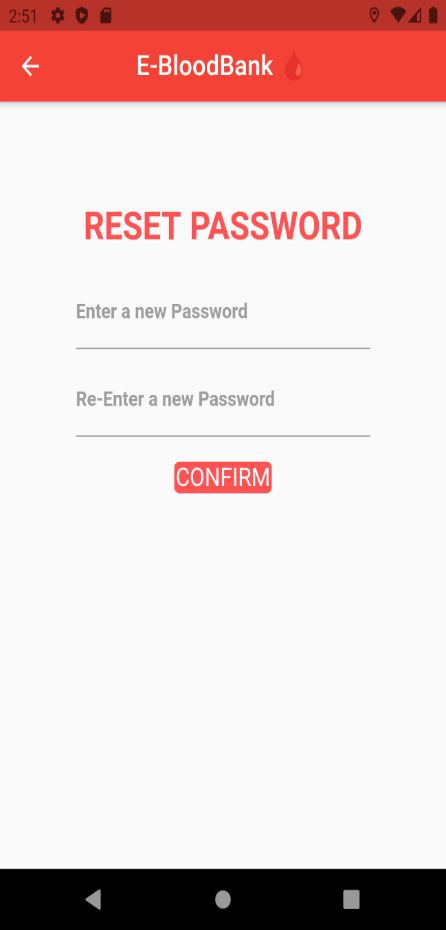 2:51
E-BloodBank
RESET PASSWORD
Enter a new Password
Re-Enter a new Password
CONFIRM